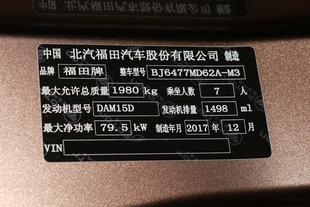 中国 北汽福田汽车股份有限公司 制造
品牌 福田牌 整车型号 BJ6477MD62A-M3
最大允许总质量 1980 kg 乘坐人数 7 人
发动机型号 DAM15D 发动机排量 1498 ml
最大净功率 79.5 kW 制造年月 2017 年 12 月
VIN